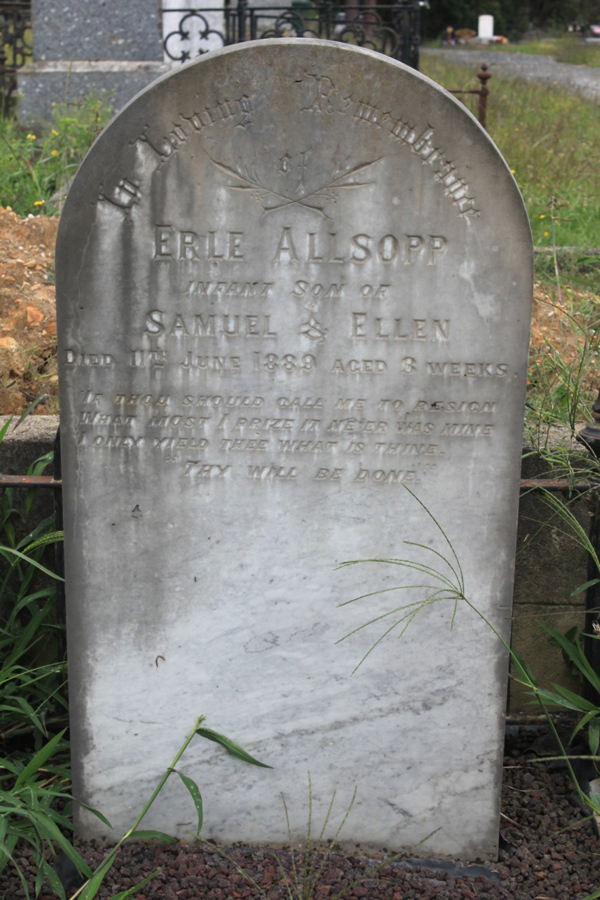 In Loving Remembrance
of
ERLE ALLSOPP
INFANT SON OF
SAMUEL & ELLEN
DIED 11TH JUNE 1889 AGED 3 WEEKS.
IF THOU SHOULD CALL ME TO RESIGN
WHAT MOST I PRIZE IT NE'ER WAS MINE
I ONLY YIELD THEE WHAT IS THINE.
"THY WILL BE DONE."